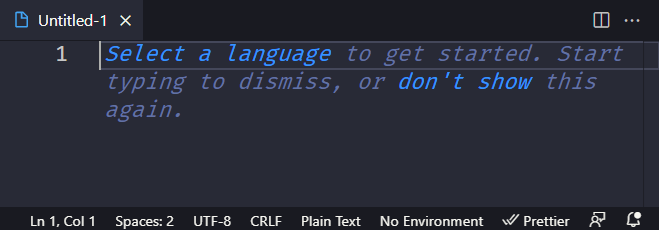 Untitled-1
1 Select a language to get started. Start
typing to dismiss, or don't show this
again.
Ln 1, Col 1 Spaces: 2 UTF-8 CRLF Plain Text No Environment Prettier